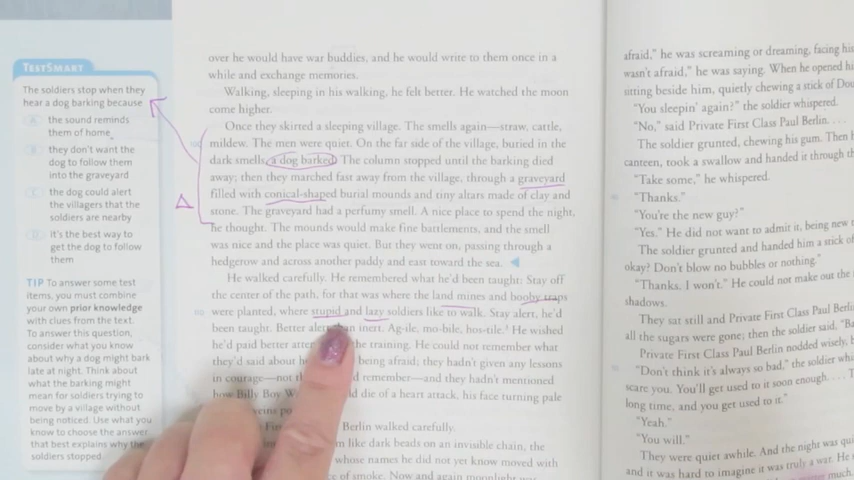 TESTSMART
The soldiers stop when they
hear a dog barking because
A the sound reminds
them of home
B they don't want the
dog to follow them
into the graveyard
C the dog could alert
the villagers that the
soldiers are nearby
D it's the best way to
get the dog to follow
them
TIP To answer some test
items, you must combine
your own prior knowledge
with clues from the text.
To answer this question,
consider what you know
about why a dog might bark
late at night. Think about
what the barking might
mean for soldiers trying to
move by a village without
being noticed. Use what you
know to choose the answer
that best explains why the
soldiers stopped.
over he would have war buddies, and he would write to them once in a
while and exchange memories.
Walking, sleeping in his walking, he felt better. He watched the moon
come higher.
Once they skirted a sleeping village. The smells again—straw, cattle,
mildew. The men were quiet. On the far side of the village, buried in the
dark smells, a dog barked. The column stopped until the barking died
away; then they marched fast away from the village, through a graveyard
filled with conical-shaped burial mounds and tiny altars made of clay and
stone. The graveyard had a perfumy smell. A nice place to spend the night,
he thought. The mounds would make fine battlements, and the smell
was nice and the place was quiet. But they went on, passing through a
hedgerow and across another paddy and east toward the sea.
He walked carefully. He remembered what he'd been taught: Stay off
the center of the path, for that was where the land mines and booby traps
were planted, where stupid and lazy soldiers like to walk. Stay alert, he'd
been taught. Better alert than inert. Ag-ile, mo-bile, hos-tile. He wished
he'd paid better the training. He could not remember what
they'd said about being afraid; they hadn't given any lessons
in courage—not remember—and they hadn't mentioned
how Billy Boy die of a heart attack, his face turning pale
Berlin walked carefully.
like dark beads on an invisible chain, the
whose names he did not yet know moved with
of smoke. Now and again moonlight
afraid," he was screaming or dreaming, facing his
wasn't afraid," he was saying. When he opened
sitting beside him, quietly chewing a stick of
"You sleepin' again?" the soldier whispered.
"No," said Private First Class Paul Berlin. . . .
The soldier grunted, chewing his gum. Then
canteen, took a swallow and handed it through
"Take some," he whispered.
"Thanks."
"You're the new guy?"
"Yes." He did not want to admit it, being new
The soldier grunted and handed him a stick of
okay? Don't blow no bubbles or nothing."
"Thanks. I won't." He could not make out the
shadows.
They sat still and Private First Class Paul Berlin
all the sugars were gone; then the soldier said,
Private First Class Paul Berlin nodded wisely,
"Don't think it's always so bad," the soldier
scare you. You'll get used to it soon enough. . . .
long time, and you get used to it."
"Yeah."
"You will."
They were quiet awhile. And the night was
and it was hard to imagine it was truly a war. He
much.